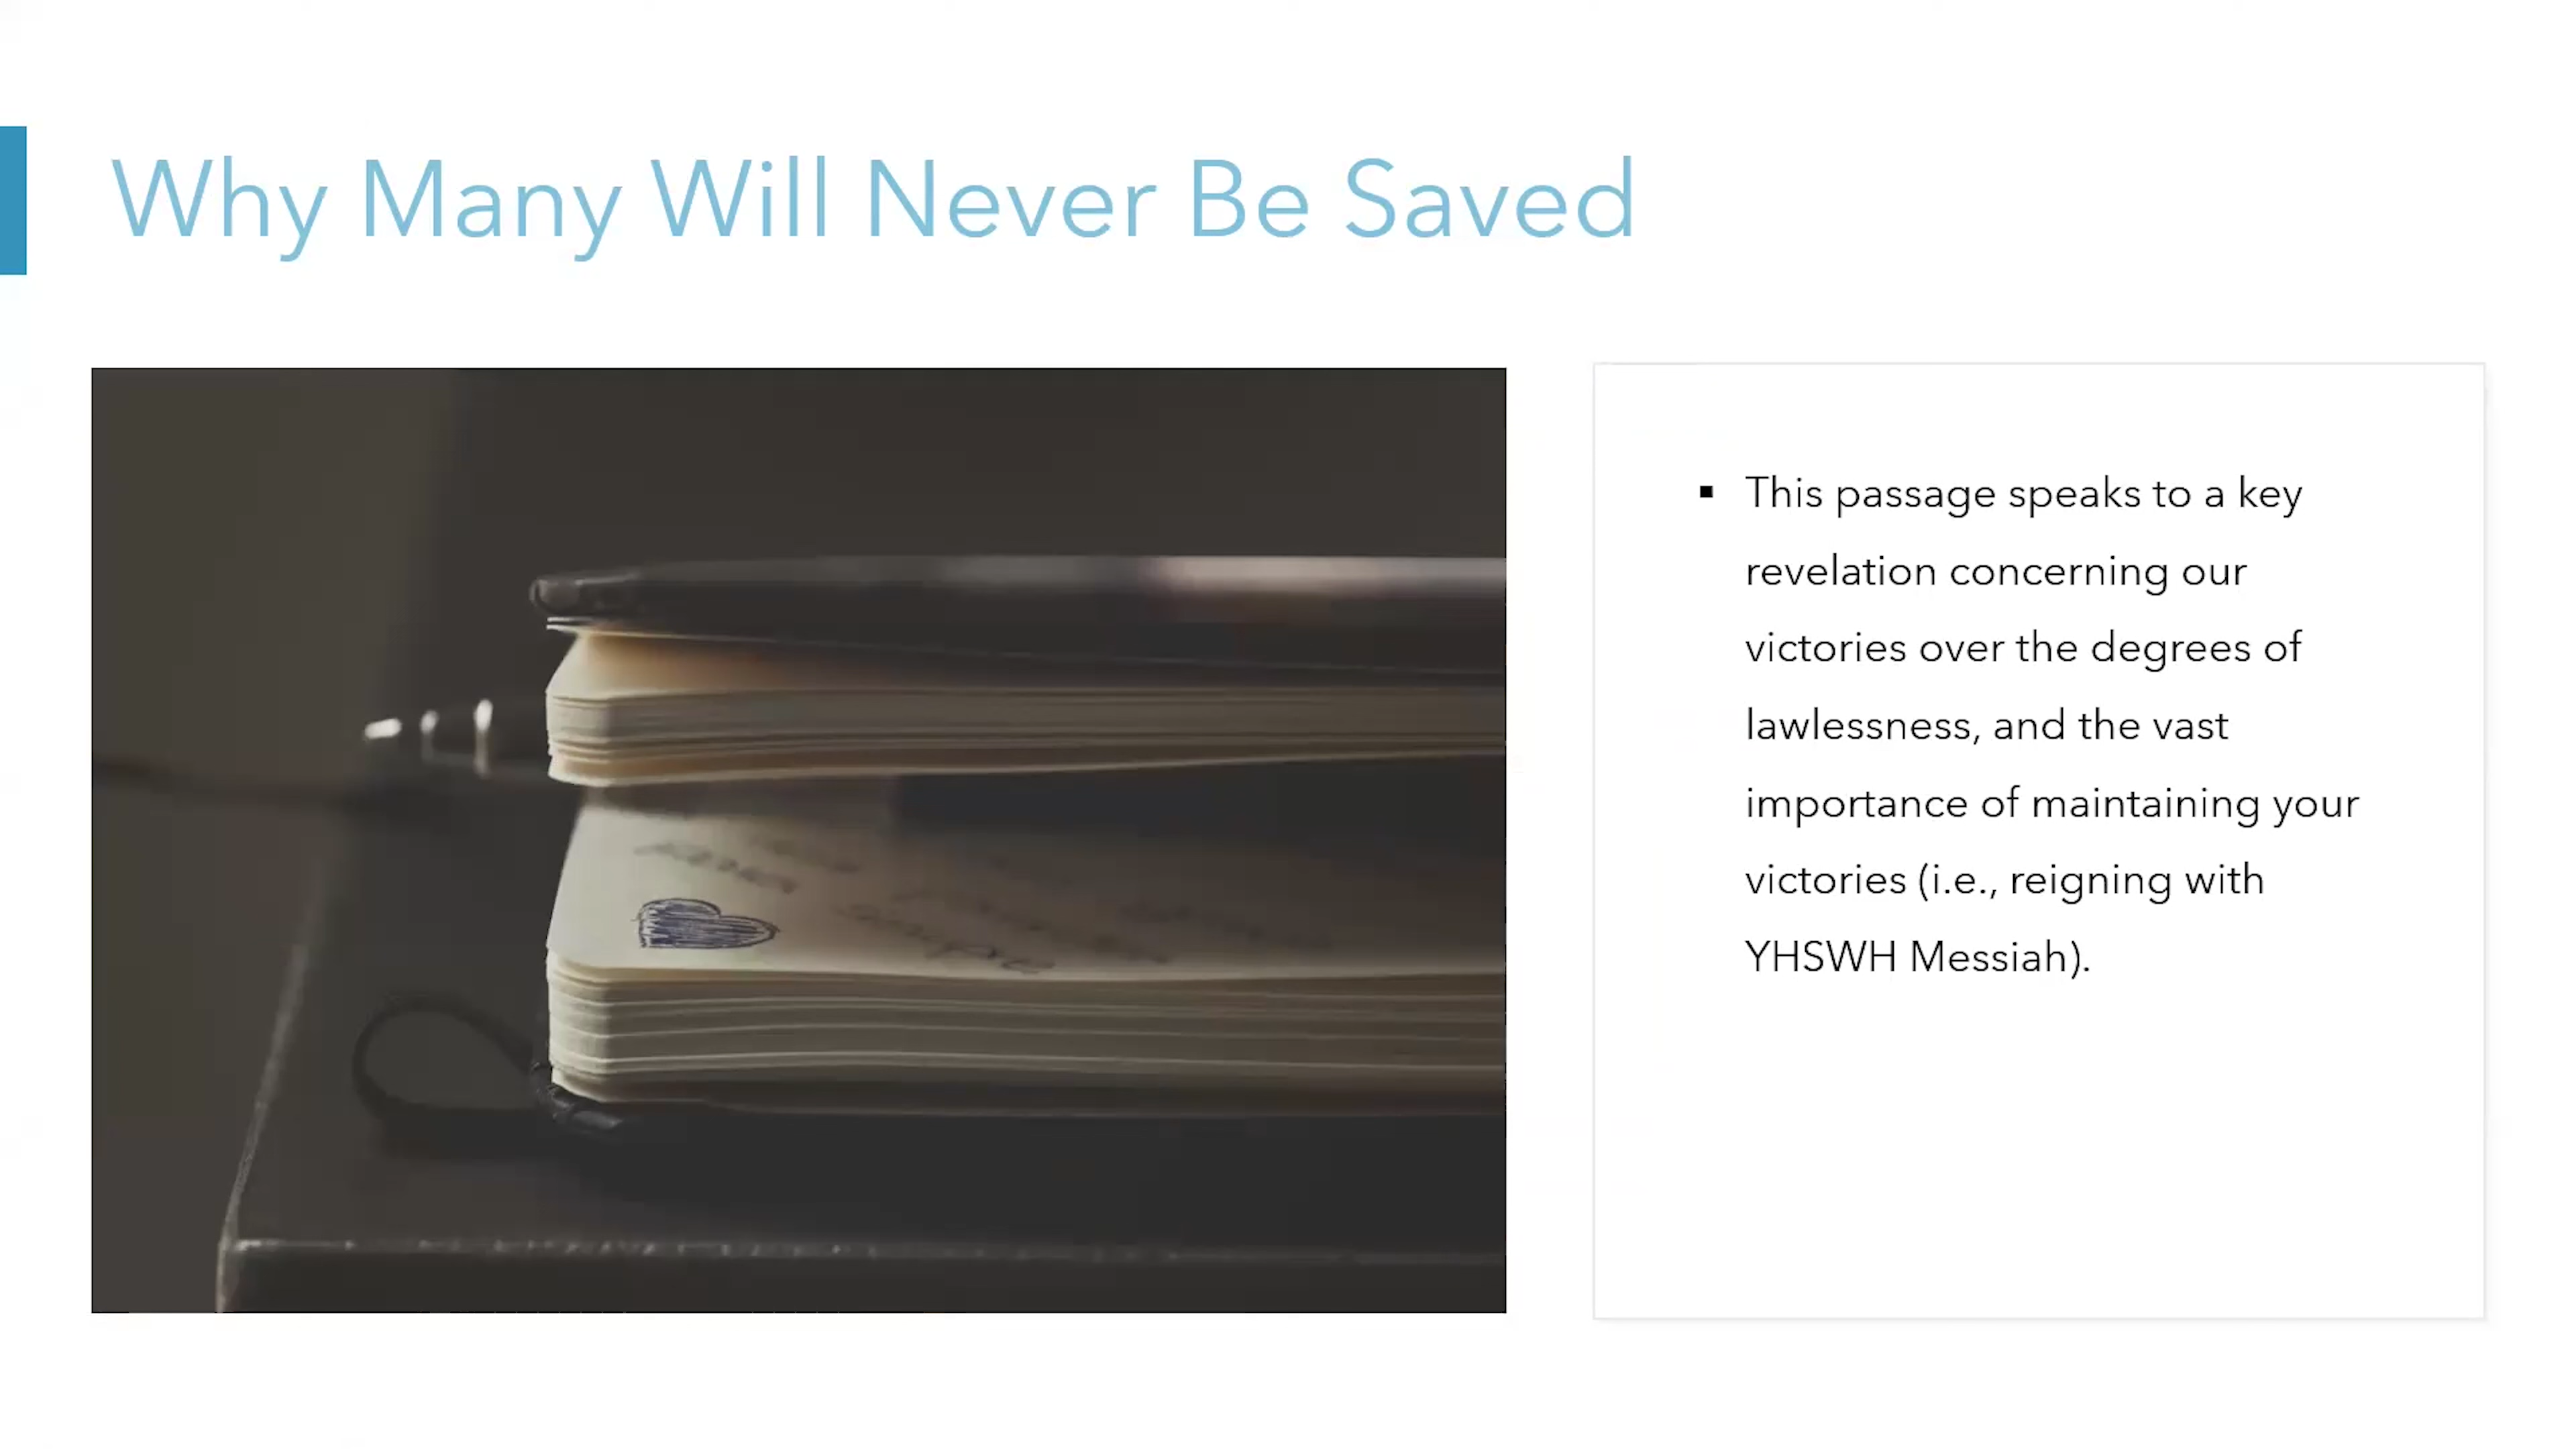 Why Many Will Never Be Saved
▪ This passage speaks to a key
revelation concerning our
victories over the degrees of
lawlessness, and the vast
importance of maintaining your
victories (i.e., reigning with
YHSWH Messiah).